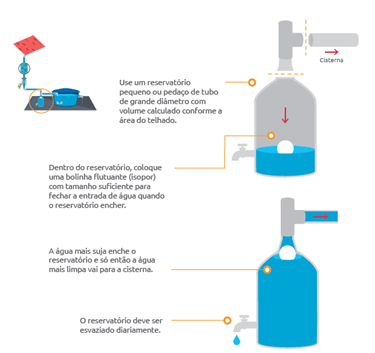 Cisterna
Use um reservatório
pequeno ou pedaço de tubo
de grande diâmetro com
volume calculado conforme a
área do telhado.
Dentro do reservatório, coloque
uma bolinha flutuante (isopor)
com tamanho suficiente para
fechar a entrada de água quando
o reservatório encher.
A água mais suja enche o
reservatório e só então a água
mais limpa vai para a cisterna.
O reservatório deve ser
esvaziado diariamente.